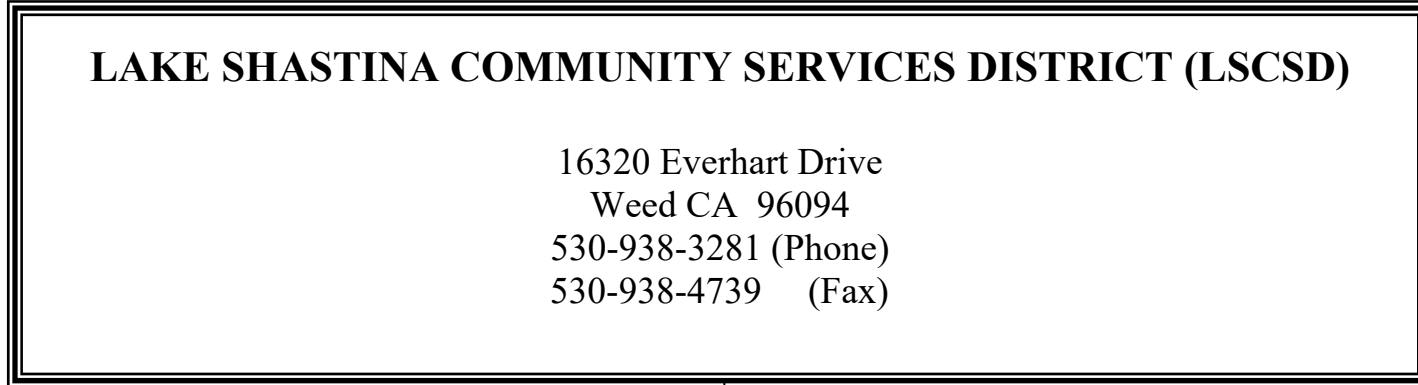 LAKE SHASTINA COMMUNITY SERVICES DISTRICT (LSCSD)
16320 Everhart Drive
Weed CA  96094
530-938-3281 (Phone)
530-938-4739     (Fax)